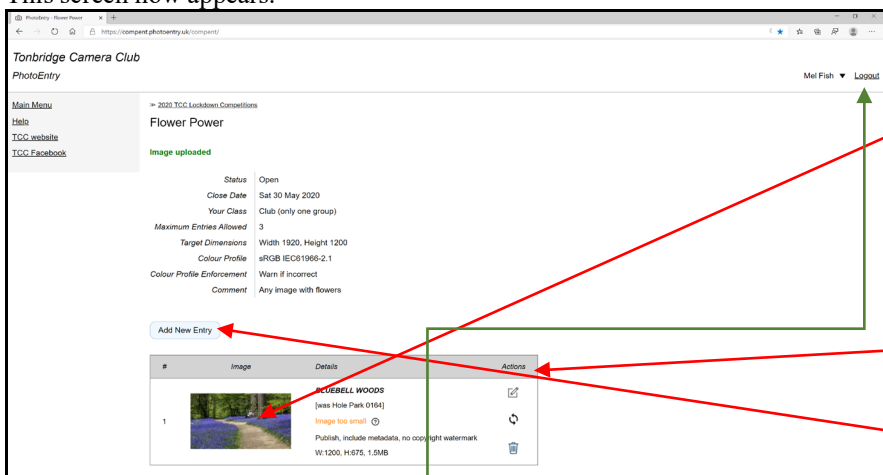 This screen now appears.
PhotoEntry - Flower Power
https://compent.photoentry.uk/compent/
Tonbridge Camera Club
PhotoEntry
Mel Fish ▼ Logout
Main Menu
Help
TCC website
TCC Facebook
>> 2020 TCC Lockdown Competitions
Flower Power
Image uploaded
Status Open
Close Date Sat 30 May 2020
Your Class Club (only one group)
Maximum Entries Allowed 3
Target Dimensions Width 1920, Height 1200
Colour Profile sRGB IEC61966-2.1
Colour Profile Enforcement Warn if incorrect
Comment Any image with flowers
Add New Entry
# Image Details Actions
BLUEBELL WOODS
[was Hole Park 0164]
1 Image too small ?
Publish, include metadata, no copyright watermark
W:1200, H:675, 1.5MB